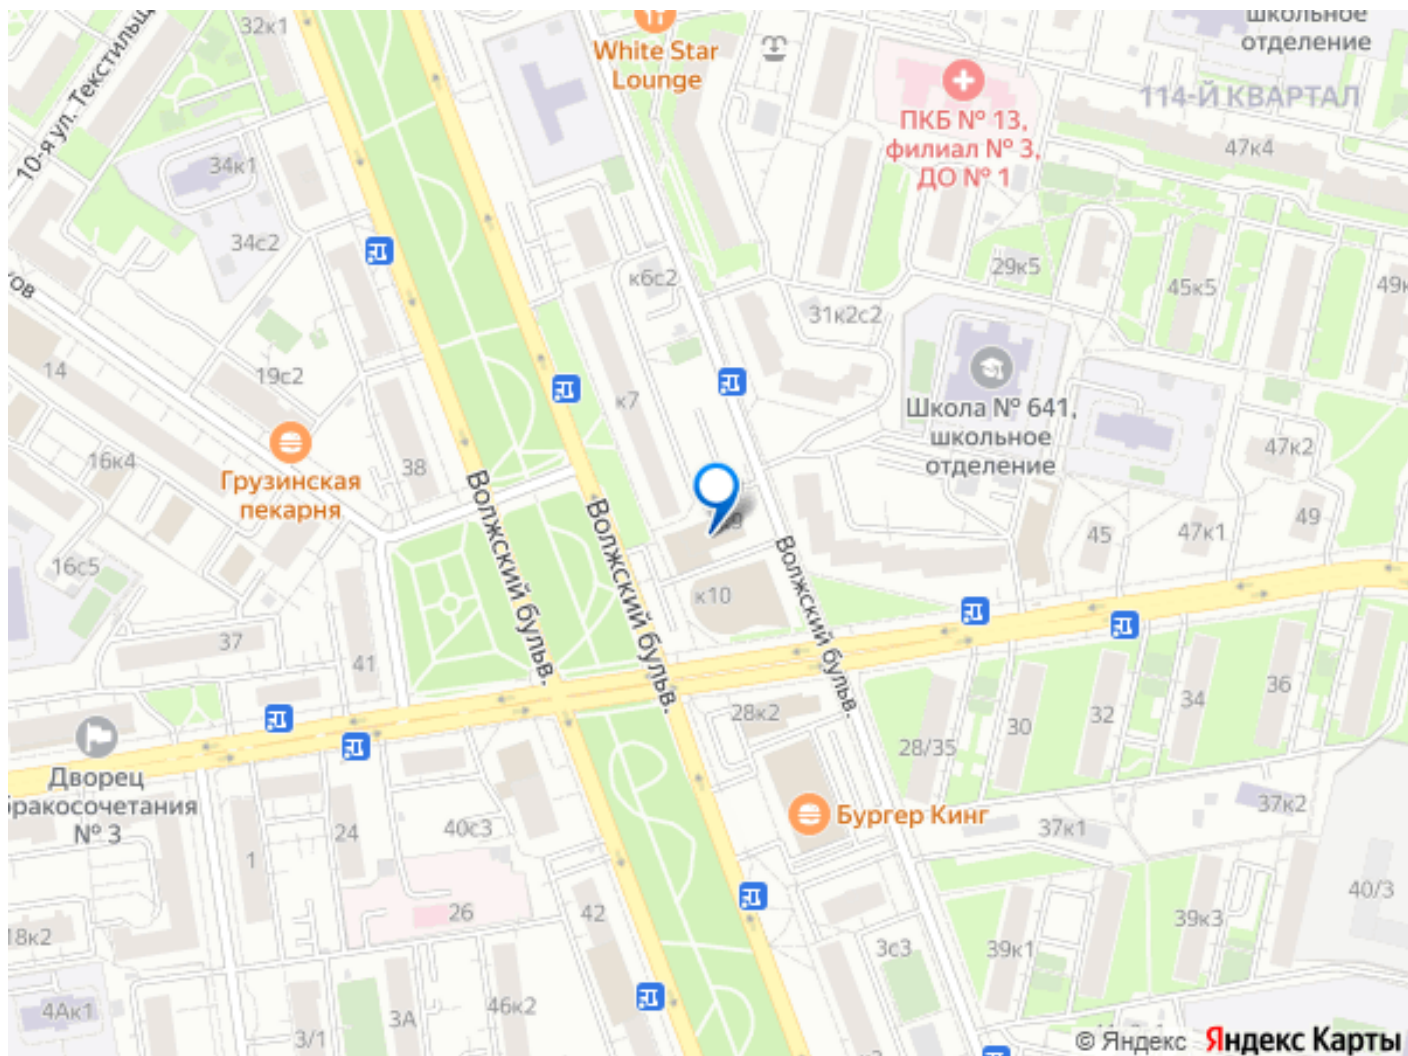 32к1
White Star
Lounge
школьное
отделение
10-я ул. Текстильщ
ПКБ № 13,
филиал № 3,
ДО № 1
114-Й КВАРТАЛ
47к4
34к1
34с2
к6с2
29к5
45к5
49к
31к2с2
ов
14
19с2
к7
Школа № 641,
школьное
отделение
47к2
16к4
38
Грузинская
пекарня
Волжский бульв.
Волжский бульв.
Волжский бульв.
к9
45
47к1
49
16с5
к10
37
41
28к2
28/35
30
32
34
36
Дворец
бракосочетания
№ 3
Бургер Кинг
37к2
37к1
1
24
40с3
26
42
40/3
39к3
39к1
3с3
18к2
4Ак1
3/1
3А
46к2
к3
© Яндекс Яндекс Карты